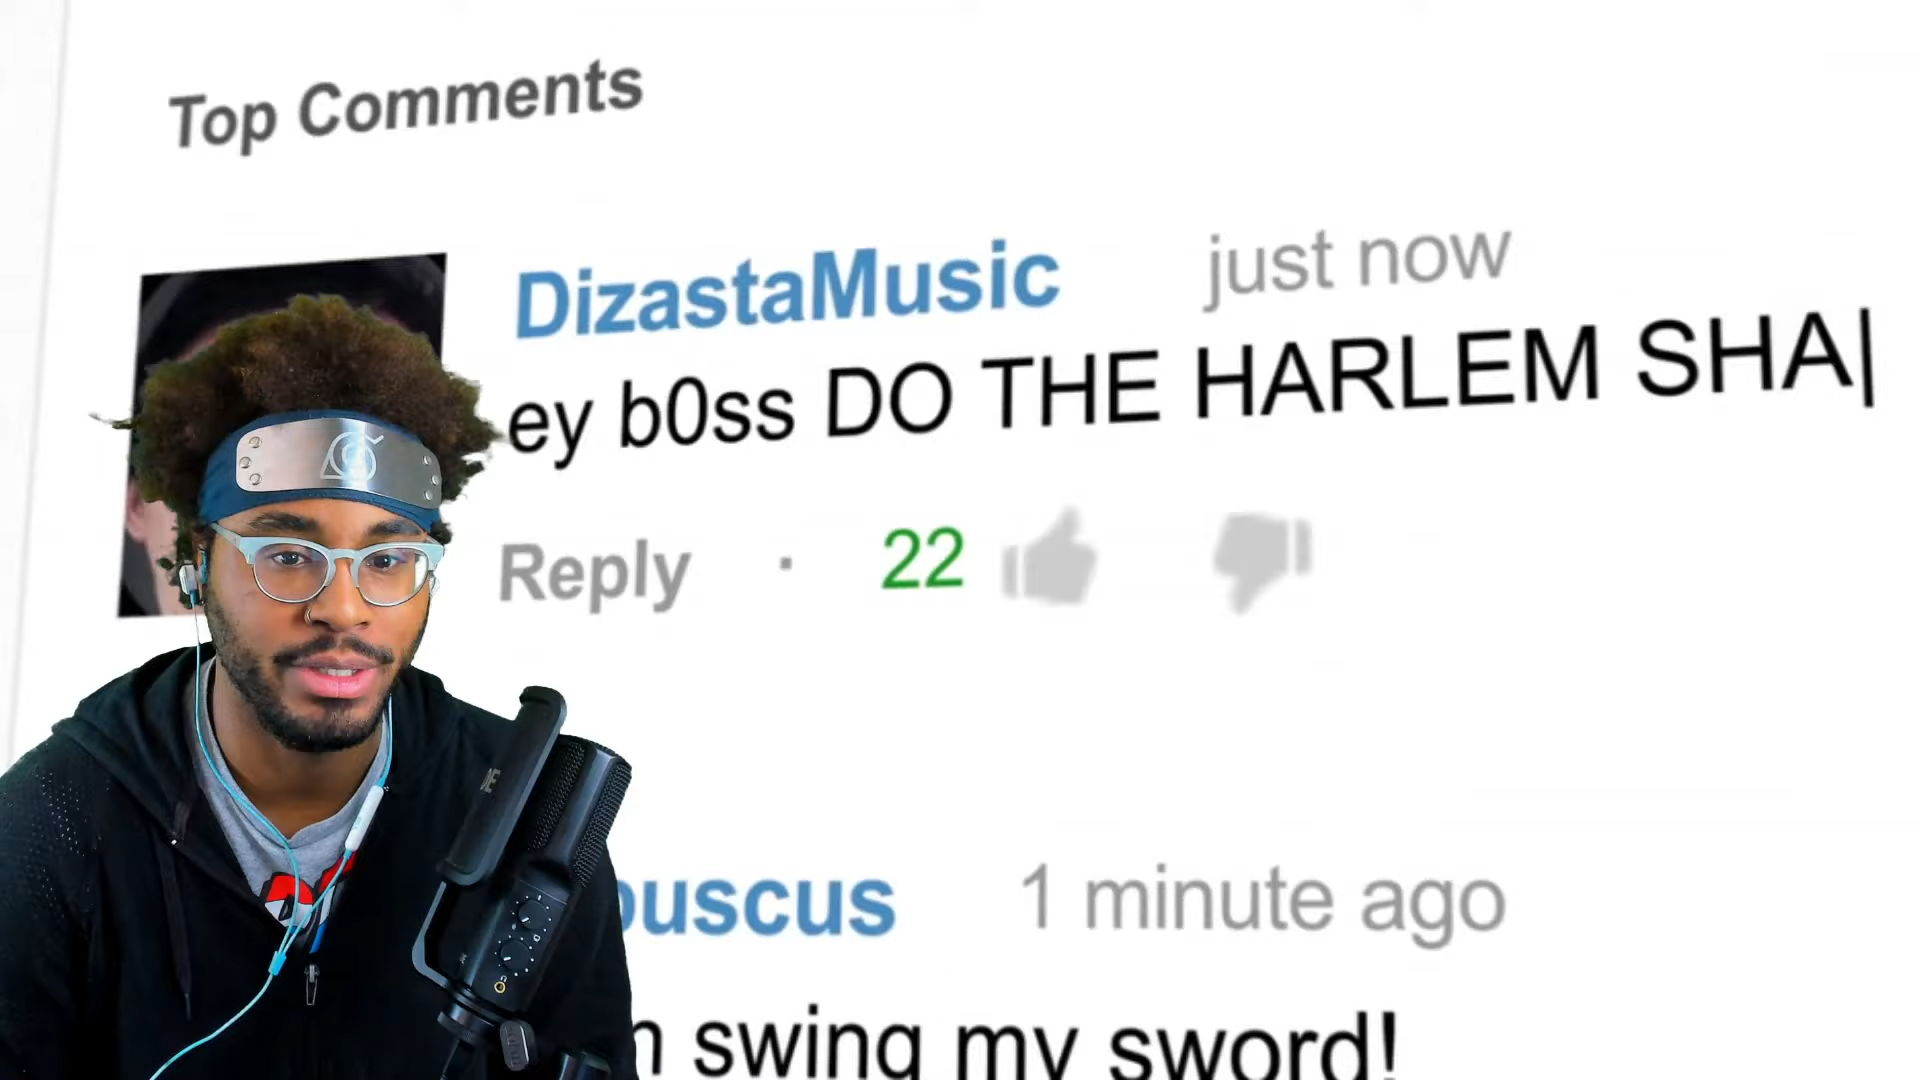 Top Comments
DizastaMusic just now
ey b0ss DO THE HARLEM SHA|
Reply · 22
buscus 1 minute ago
swing my sword!